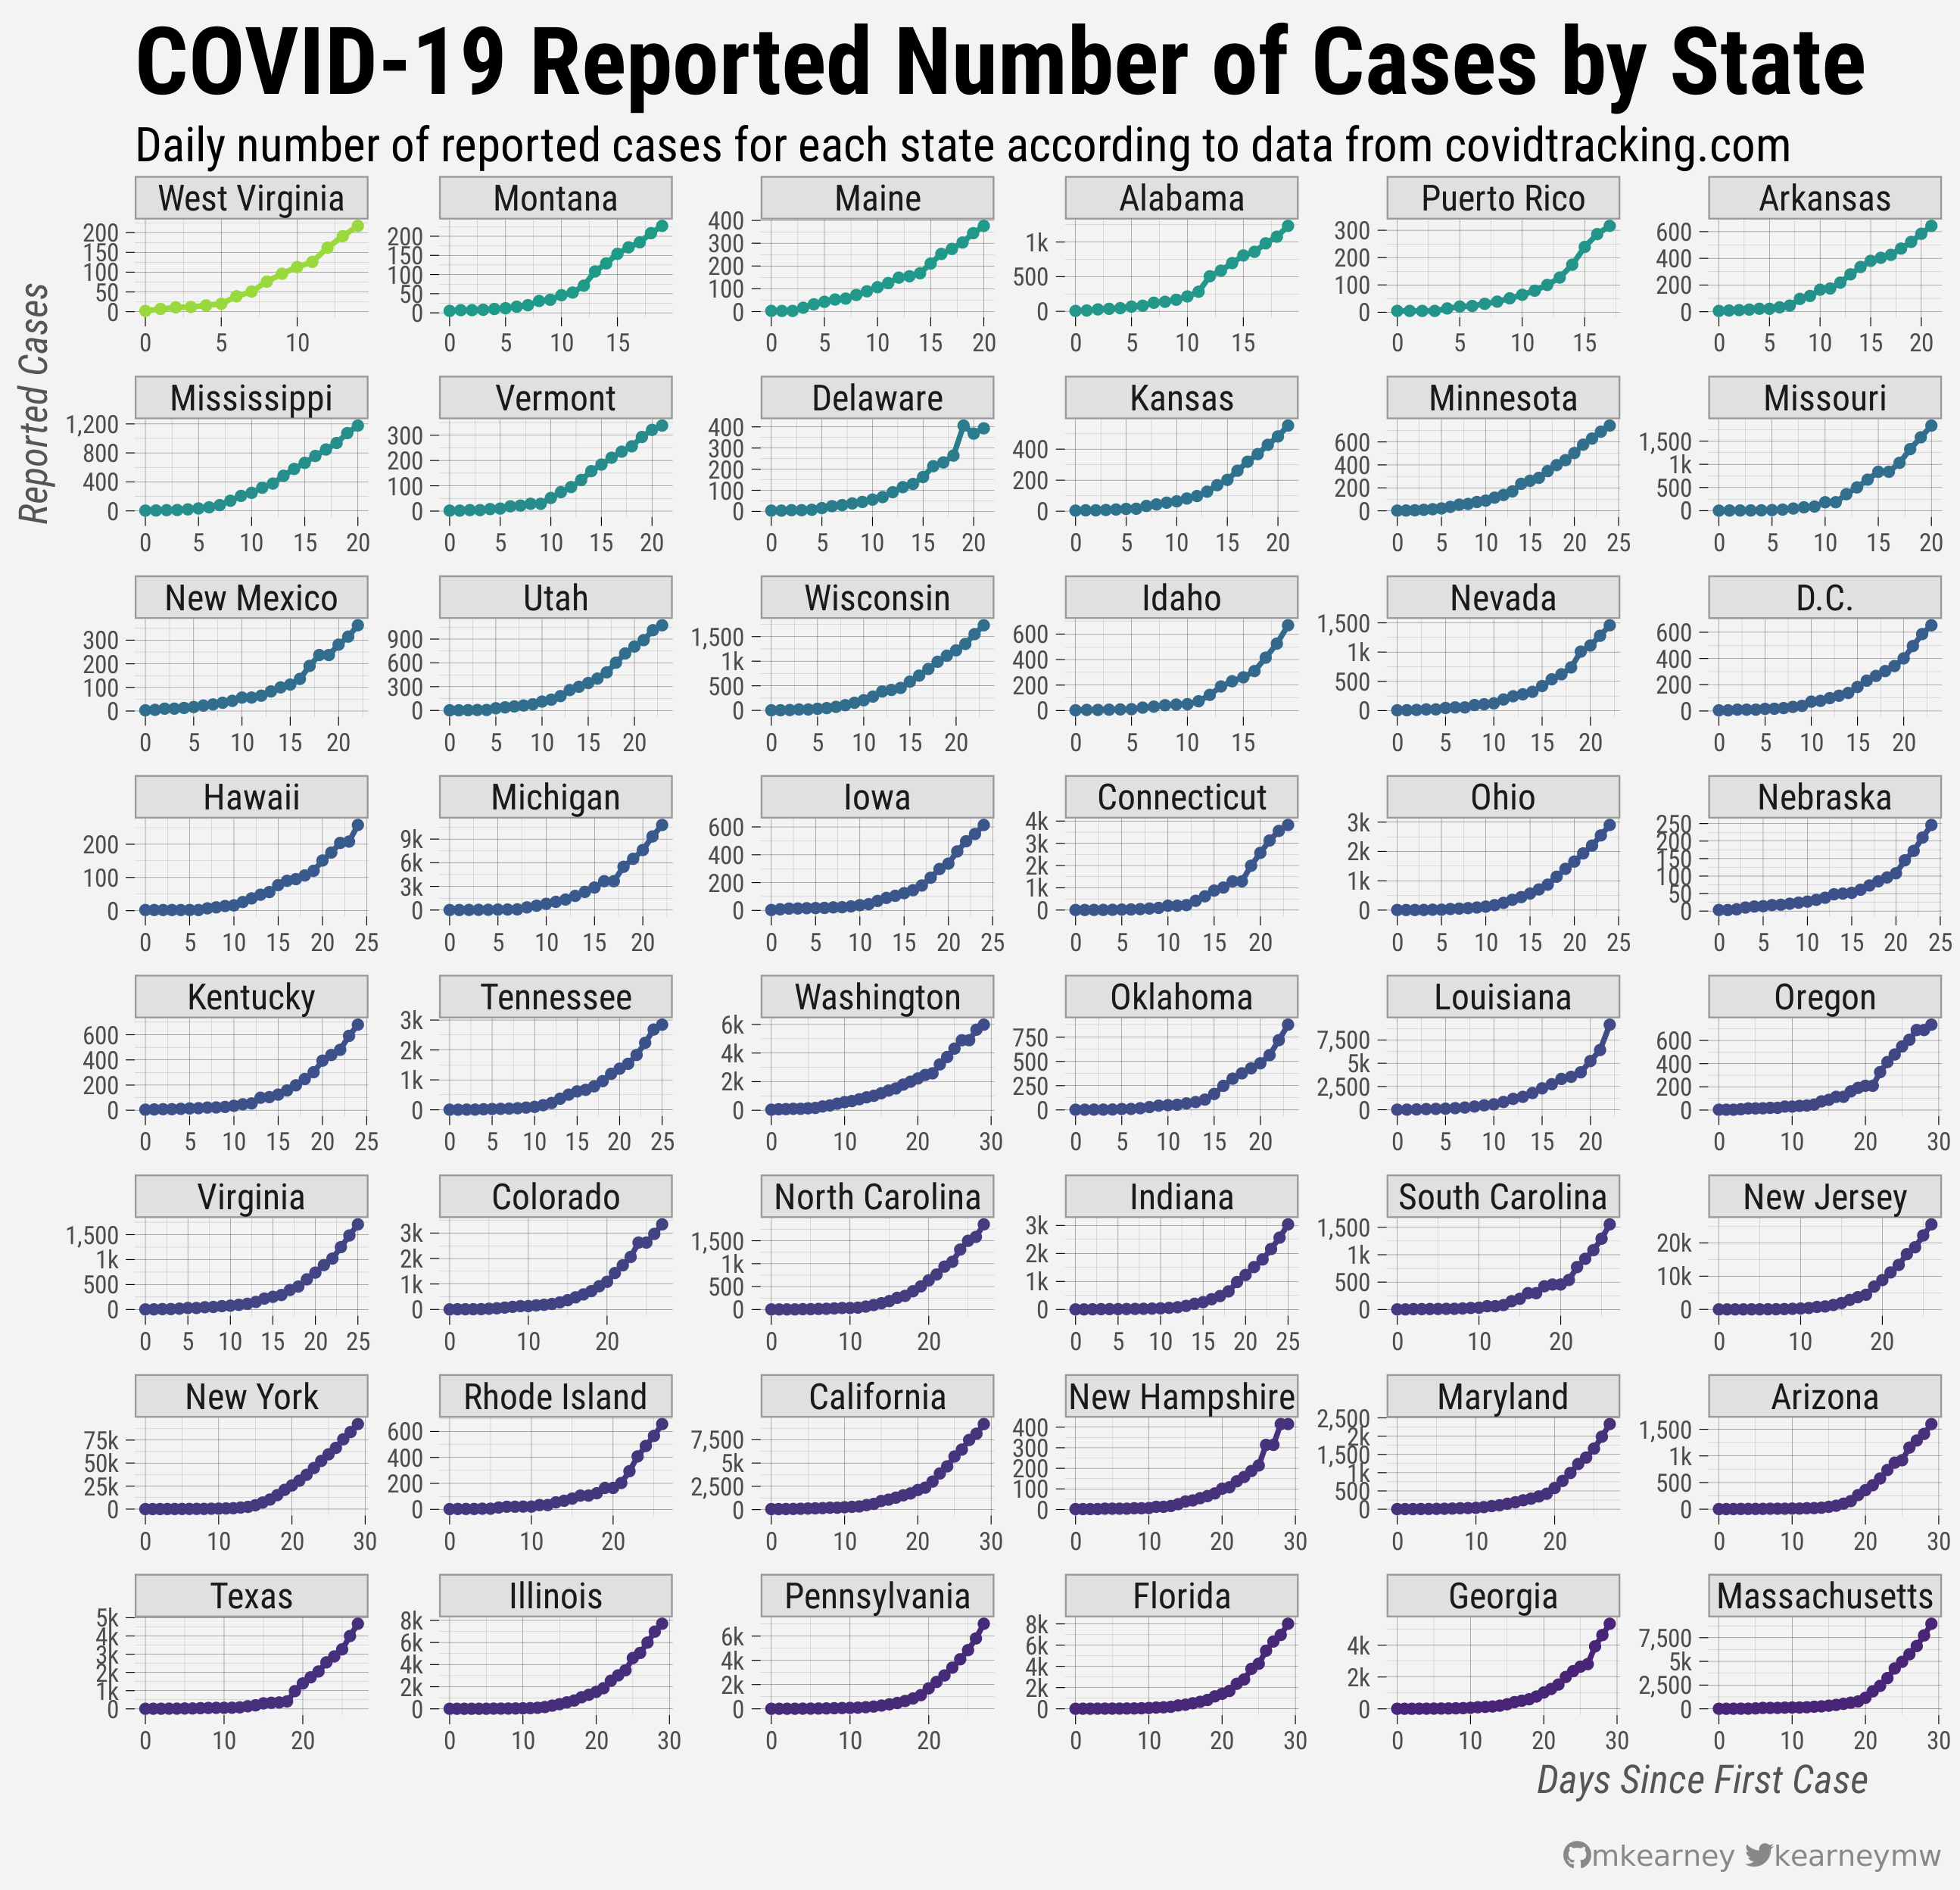 COVID-19 Reported Number of Cases by State
Daily number of reported cases for each state according to data from covidtracking.com
Reported Cases
West Virginia
200
150
100
50
0
0 5 10
Montana
200
150
100
50
0
0 5 10 15
Maine
400
300
200
100
0
0 5 10 15 20
Alabama
1k
500
0
0 5 10 15
Puerto Rico
300
200
100
0
0 5 10 15
Arkansas
600
400
200
0
0 5 10 15 20
Mississippi
1,200
800
400
0
0 5 10 15 20
Vermont
300
200
100
0
0 5 10 15 20
Delaware
400
300
200
100
0
0 5 10 15 20
Kansas
400
200
0
0 5 10 15 20
Minnesota
600
400
200
0
0 5 10 15 20 25
Missouri
1,500
1k
500
0
0 5 10 15 20
New Mexico
300
200
100
0
0 5 10 15 20
Utah
900
600
300
0
0 5 10 15 20
Wisconsin
1,500
1k
500
0
0 5 10 15 20
Idaho
600
400
200
0
0 5 10 15
Nevada
1,500
1k
500
0
0 5 10 15 20
D.C.
600
400
200
0
0 5 10 15 20
Hawaii
200
100
0
0 5 10 15 20 25
Michigan
9k
6k
3k
0
0 5 10 15 20
Iowa
600
400
200
0
0 5 10 15 20 25
Connecticut
4k
3k
2k
1k
0
0 5 10 15 20
Ohio
3k
2k
1k
0
0 5 10 15 20 25
Nebraska
250
200
150
100
50
0
0 5 10 15 20 25
Kentucky
600
400
200
0
0 5 10 15 20 25
Tennessee
3k
2k
1k
0
0 5 10 15 20 25
Washington
6k
4k
2k
0
0 10 20 30
Oklahoma
750
500
250
0
0 5 10 15 20
Louisiana
7,500
5k
2,500
0
0 5 10 15 20
Oregon
600
400
200
0
0 10 20 30
Virginia
1,500
1k
500
0
0 5 10 15 20 25
Colorado
3k
2k
1k
0
0 10 20
North Carolina
1,500
1k
500
0
0 10 20
Indiana
3k
2k
1k
0
0 5 10 15 20 25
South Carolina
1,500
1k
500
0
0 10 20
New Jersey
20k
10k
0
0 10 20
New York
75k
50k
25k
0
0 10 20 30
Rhode Island
600
400
200
0
0 10 20
California
7,500
5k
2,500
0
0 10 20 30
New Hampshire
400
300
200
100
0
0 10 20 30
Maryland
2,500
2k
1,500
1k
500
0
0 10 20
Arizona
1,500
1k
500
0
0 10 20 30
Texas
5k
4k
3k
2k
1k
0
0 10 20
Illinois
8k
6k
4k
2k
0
0 10 20 30
Pennsylvania
6k
4k
2k
0
0 10 20
Florida
8k
6k
4k
2k
0
0 10 20 30
Georgia
4k
2k
0
0 10 20 30
Massachusetts
7,500
5k
2,500
0
0 10 20 30
Days Since First Case
mkearney kearneymw